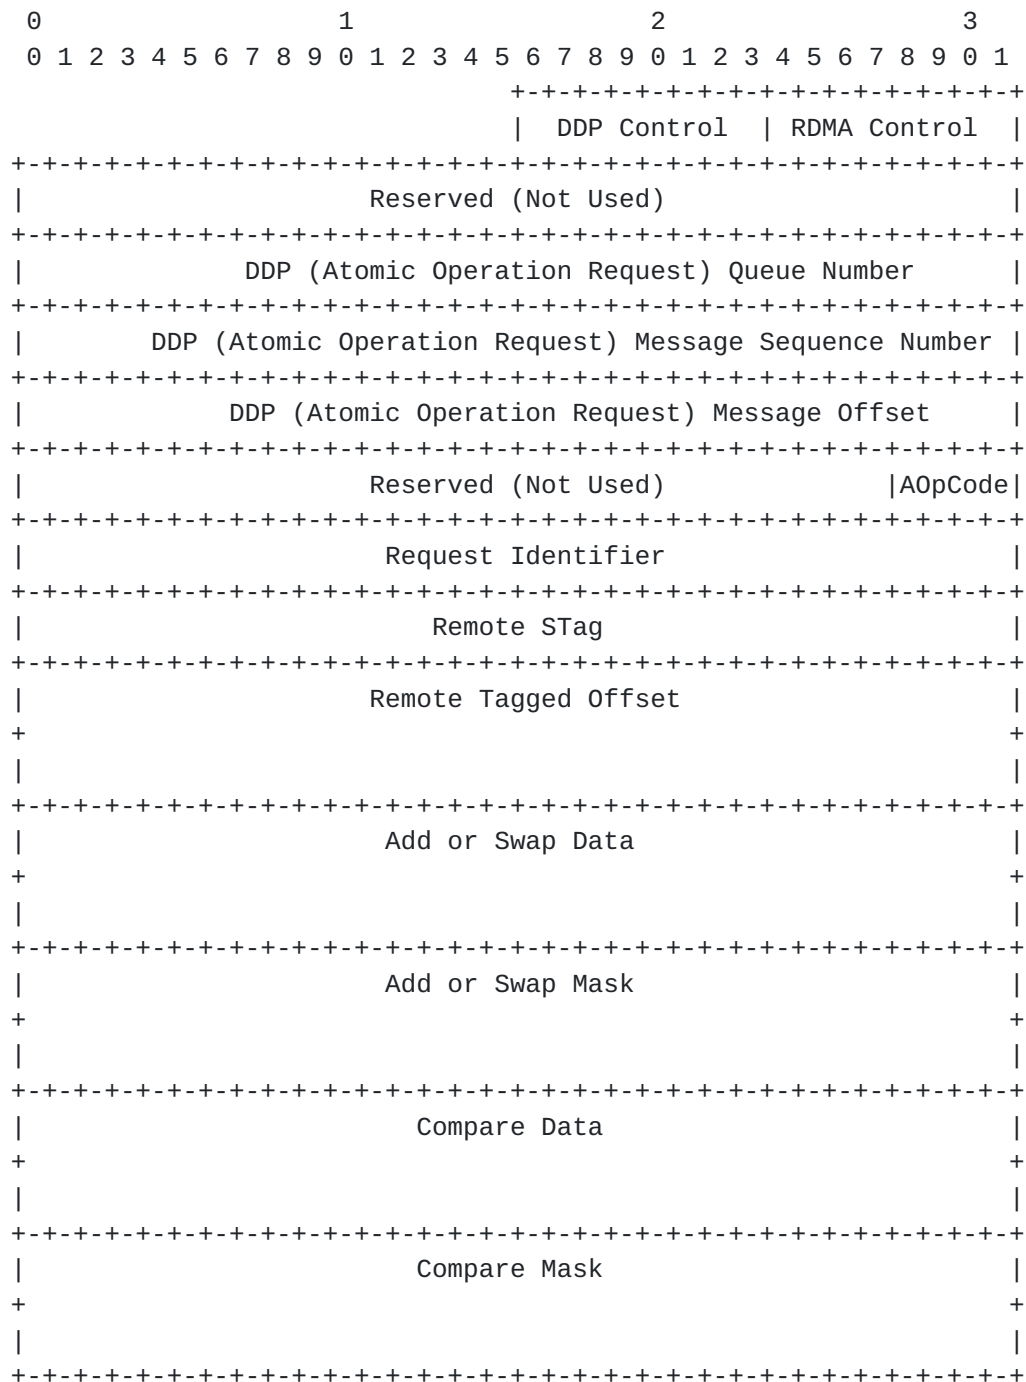 0                   1                   2                   3
 0 1 2 3 4 5 6 7 8 9 0 1 2 3 4 5 6 7 8 9 0 1 2 3 4 5 6 7 8 9 0 1
                                +-+-+-+-+-+-+-+-+-+-+-+-+-+-+-+-+
                                |  DDP Control  | RDMA Control  |
+-+-+-+-+-+-+-+-+-+-+-+-+-+-+-+-+-+-+-+-+-+-+-+-+-+-+-+-+-+-+-+-+
|                      Reserved (Not Used)                      |
+-+-+-+-+-+-+-+-+-+-+-+-+-+-+-+-+-+-+-+-+-+-+-+-+-+-+-+-+-+-+-+-+
|              DDP (Atomic Operation Request) Queue Number      |
+-+-+-+-+-+-+-+-+-+-+-+-+-+-+-+-+-+-+-+-+-+-+-+-+-+-+-+-+-+-+-+-+
|        DDP (Atomic Operation Request) Message Sequence Number |
+-+-+-+-+-+-+-+-+-+-+-+-+-+-+-+-+-+-+-+-+-+-+-+-+-+-+-+-+-+-+-+-+
|             DDP (Atomic Operation Request) Message Offset     |
+-+-+-+-+-+-+-+-+-+-+-+-+-+-+-+-+-+-+-+-+-+-+-+-+-+-+-+-+-+-+-+-+
|                      Reserved (Not Used)              |AOpCode|
+-+-+-+-+-+-+-+-+-+-+-+-+-+-+-+-+-+-+-+-+-+-+-+-+-+-+-+-+-+-+-+-+
|                       Request Identifier                      |
+-+-+-+-+-+-+-+-+-+-+-+-+-+-+-+-+-+-+-+-+-+-+-+-+-+-+-+-+-+-+-+-+
|                          Remote STag                          |
+-+-+-+-+-+-+-+-+-+-+-+-+-+-+-+-+-+-+-+-+-+-+-+-+-+-+-+-+-+-+-+-+
|                      Remote Tagged Offset                     |
+                                                               +
|                                                               |
+-+-+-+-+-+-+-+-+-+-+-+-+-+-+-+-+-+-+-+-+-+-+-+-+-+-+-+-+-+-+-+-+
|                       Add or Swap Data                        |
+                                                               +
|                                                               |
+-+-+-+-+-+-+-+-+-+-+-+-+-+-+-+-+-+-+-+-+-+-+-+-+-+-+-+-+-+-+-+-+
|                       Add or Swap Mask                        |
+                                                               +
|                                                               |
+-+-+-+-+-+-+-+-+-+-+-+-+-+-+-+-+-+-+-+-+-+-+-+-+-+-+-+-+-+-+-+-+
|                         Compare Data                          |
+                                                               +
|                                                               |
+-+-+-+-+-+-+-+-+-+-+-+-+-+-+-+-+-+-+-+-+-+-+-+-+-+-+-+-+-+-+-+-+
|                         Compare Mask                          |
+                                                               +
|                                                               |
+-+-+-+-+-+-+-+-+-+-+-+-+-+-+-+-+-+-+-+-+-+-+-+-+-+-+-+-+-+-+-+-+